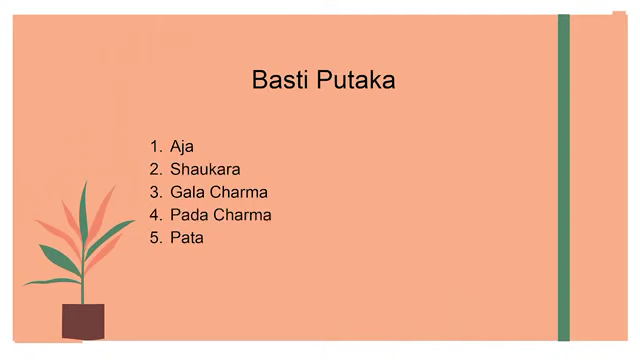 Basti Putaka
1. Aja
2. Shaukara
3. Gala Charma
4. Pada Charma
5. Pata